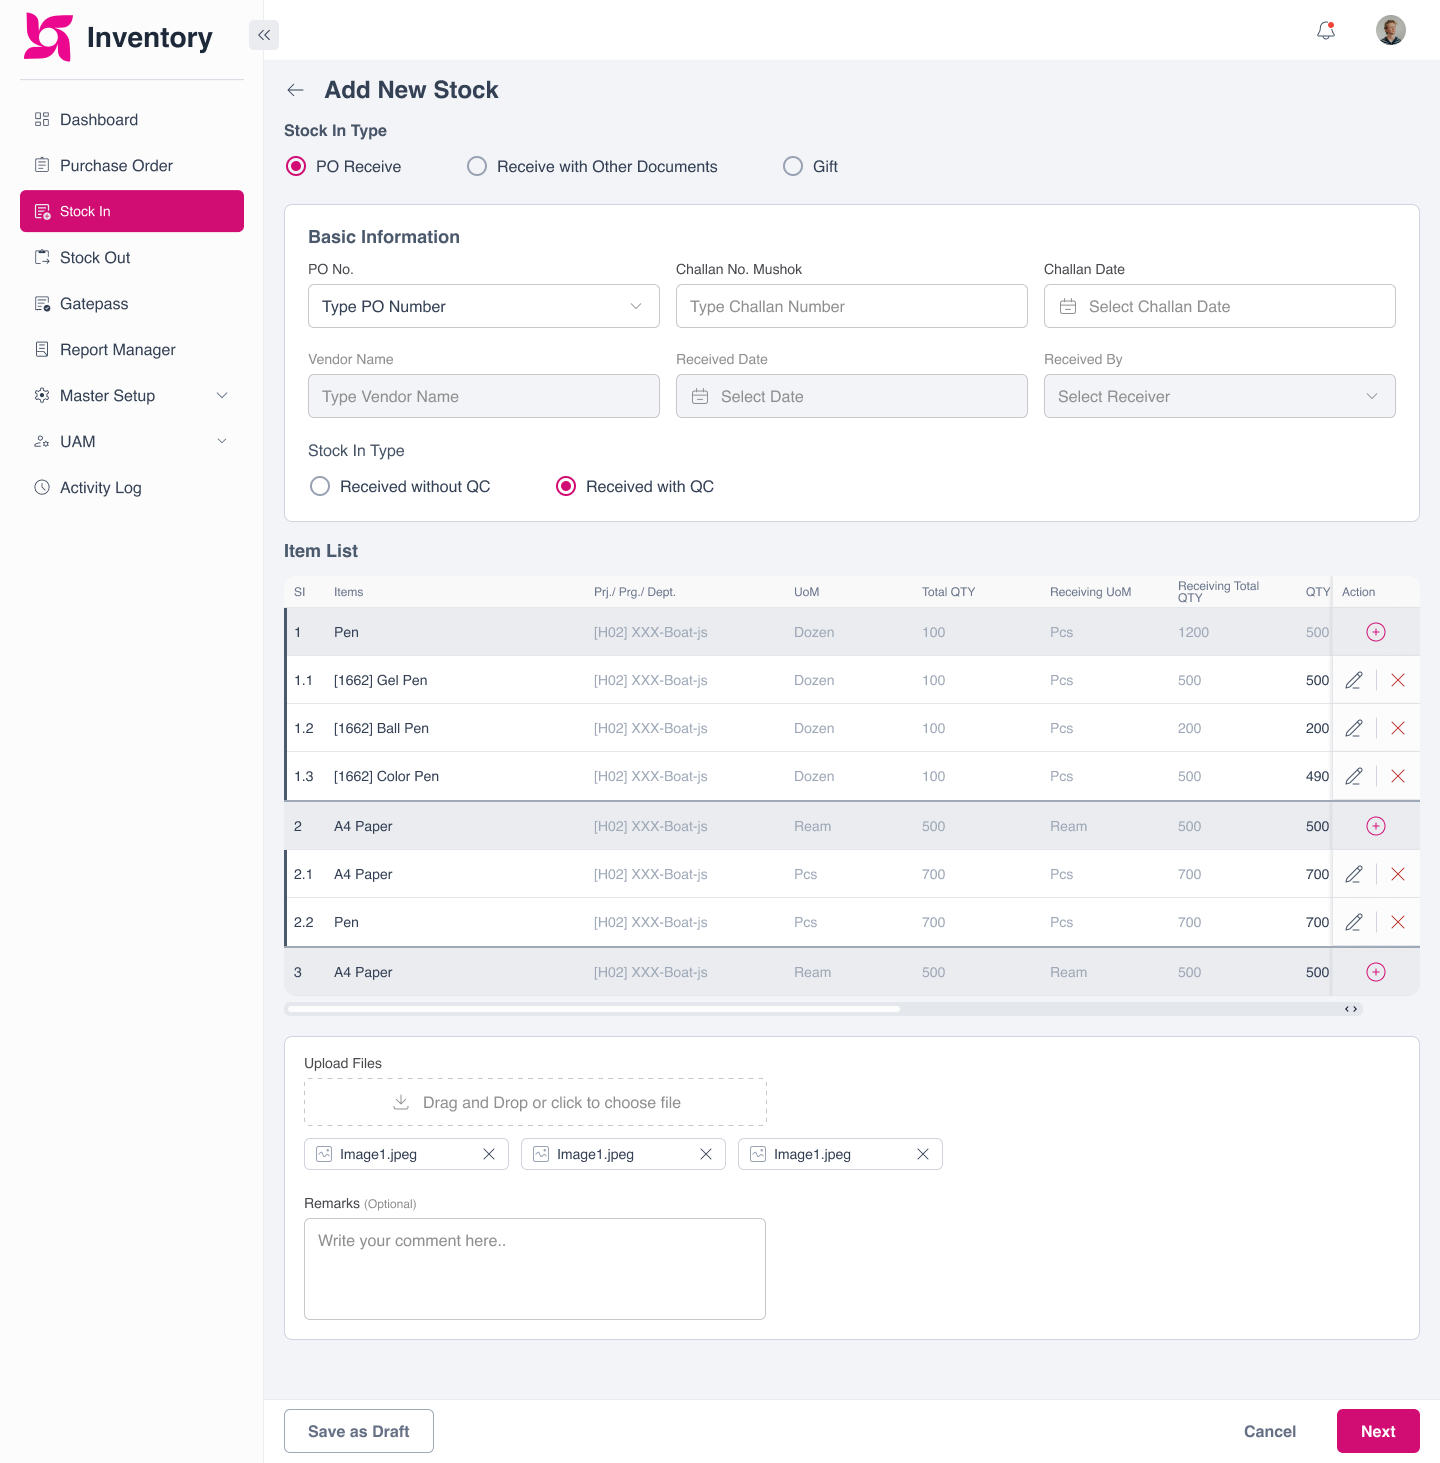 Inventory
Dashboard
Purchase Order
Stock In
Stock Out
Gatepass
Report Manager
Master Setup
UAM
Activity Log
Add New Stock
Stock In Type
PO Receive Receive with Other Documents Gift
Basic Information
PO No. Challan No. Mushok Challan Date
Type PO Number Type Challan Number Select Challan Date
Vendor Name Received Date Received By
Type Vendor Name Select Date Select Receiver
Stock In Type
Received without QC Received with QC
Item List
SI Items Prj./ Prg./ Dept. UoM Total QTY Receiving UoM Receiving Total QTY QTY Action
1 Pen [H02] XXX-Boat-js Dozen 100 Pcs 1200 500
1.1 [1662] Gel Pen [H02] XXX-Boat-js Dozen 100 Pcs 500 500
1.2 [1662] Ball Pen [H02] XXX-Boat-js Dozen 100 Pcs 200 200
1.3 [1662] Color Pen [H02] XXX-Boat-js Dozen 100 Pcs 500 490
2 A4 Paper [H02] XXX-Boat-js Ream 500 Ream 500 500
2.1 A4 Paper [H02] XXX-Boat-js Pcs 700 Pcs 700 700
2.2 Pen [H02] XXX-Boat-js Pcs 700 Pcs 700 700
3 A4 Paper [H02] XXX-Boat-js Ream 500 Ream 500 500
Upload Files
Drag and Drop or click to choose file
Image1.jpeg Image1.jpeg Image1.jpeg
Remarks (Optional)
Write your comment here..
Save as Draft Cancel Next